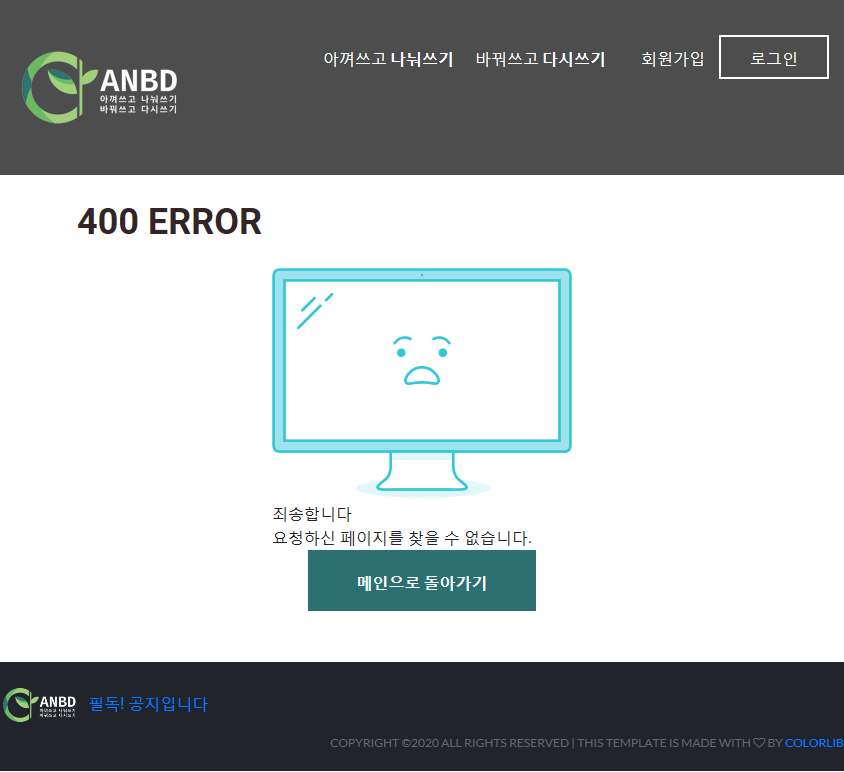 ANBD
아껴쓰고 나눠쓰기
바꿔쓰고 다시쓰기
아껴쓰고 나눠쓰기 바꿔쓰고 다시쓰기 회원가입 로그인
400 ERROR
죄송합니다
요청하신 페이지를 찾을 수 없습니다.
메인으로 돌아가기
ANBD
아껴쓰고 나눠쓰기
바꿔쓰고 다시쓰기
필독! 공지입니다
COPYRIGHT ©2020 ALL RIGHTS RESERVED | THIS TEMPLATE IS MADE WITH ♡ BY COLORLIB